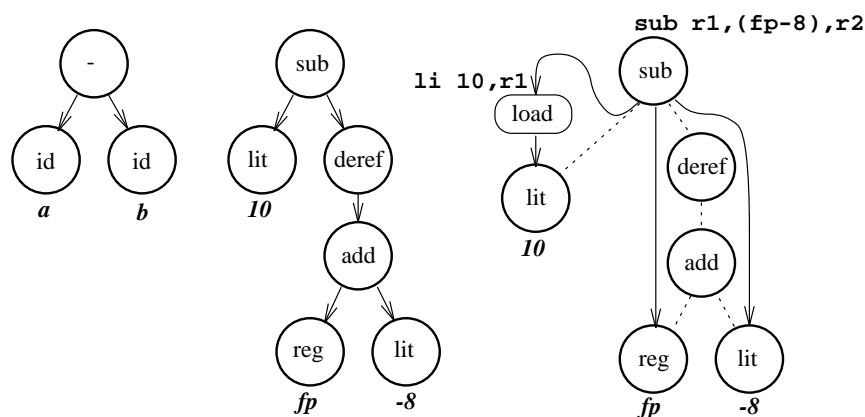 -
id
id
a
b
sub
lit
deref
10
add
reg
lit
fp
-8
sub r1,(fp-8),r2
sub
li 10,r1
load
deref
lit
10
add
reg
lit
fp
-8